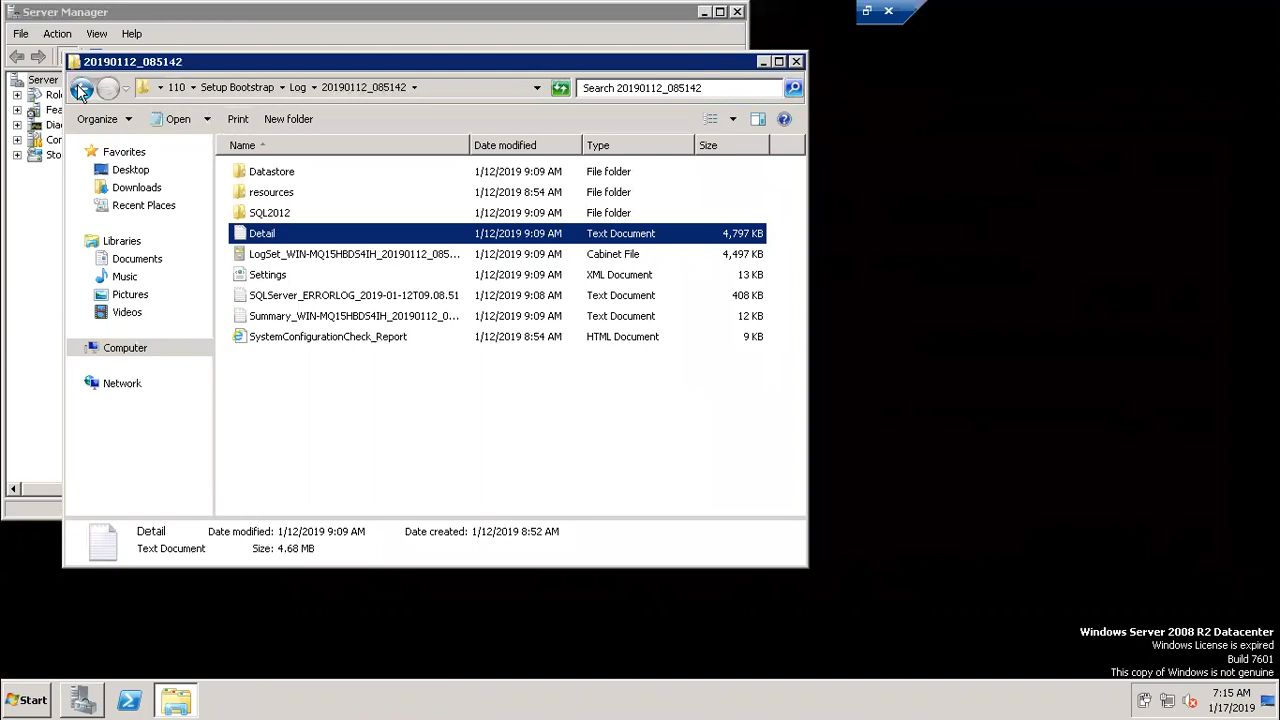 Server Manager
File Action View Help
20190112_085142
110 Setup Bootstrap Log 20190112_085142
Search 20190112_085142
Organize Open Print New folder
Server
Role
Fea
Dia
Con
Sto
Favorites
Desktop
Downloads
Recent Places
Libraries
Documents
Music
Pictures
Videos
Computer
Network
Name Date modified Type Size
Datastore 1/12/2019 9:09 AM File folder
resources 1/12/2019 8:54 AM File folder
SQL2012 1/12/2019 9:09 AM File folder
Detail 1/12/2019 9:09 AM Text Document 4,797 KB
LogSet_WIN-MQ15HBDS4IH_20190112_085... 1/12/2019 9:09 AM Cabinet File 4,497 KB
Settings 1/12/2019 9:09 AM XML Document 13 KB
SQLServer_ERRORLOG_2019-01-12T09.08.51 1/12/2019 9:08 AM Text Document 408 KB
Summary_WIN-MQ15HBDS4IH_20190112_0... 1/12/2019 9:09 AM Text Document 12 KB
SystemConfigurationCheck_Report 1/12/2019 8:54 AM HTML Document 9 KB
Detail Date modified: 1/12/2019 9:09 AM Date created: 1/12/2019 8:52 AM
Text Document Size: 4.68 MB
Windows Server 2008 R2 Datacenter
Windows License is expired
Build 7601
This copy of Windows is not genuine
Start
7:15 AM
1/17/2019